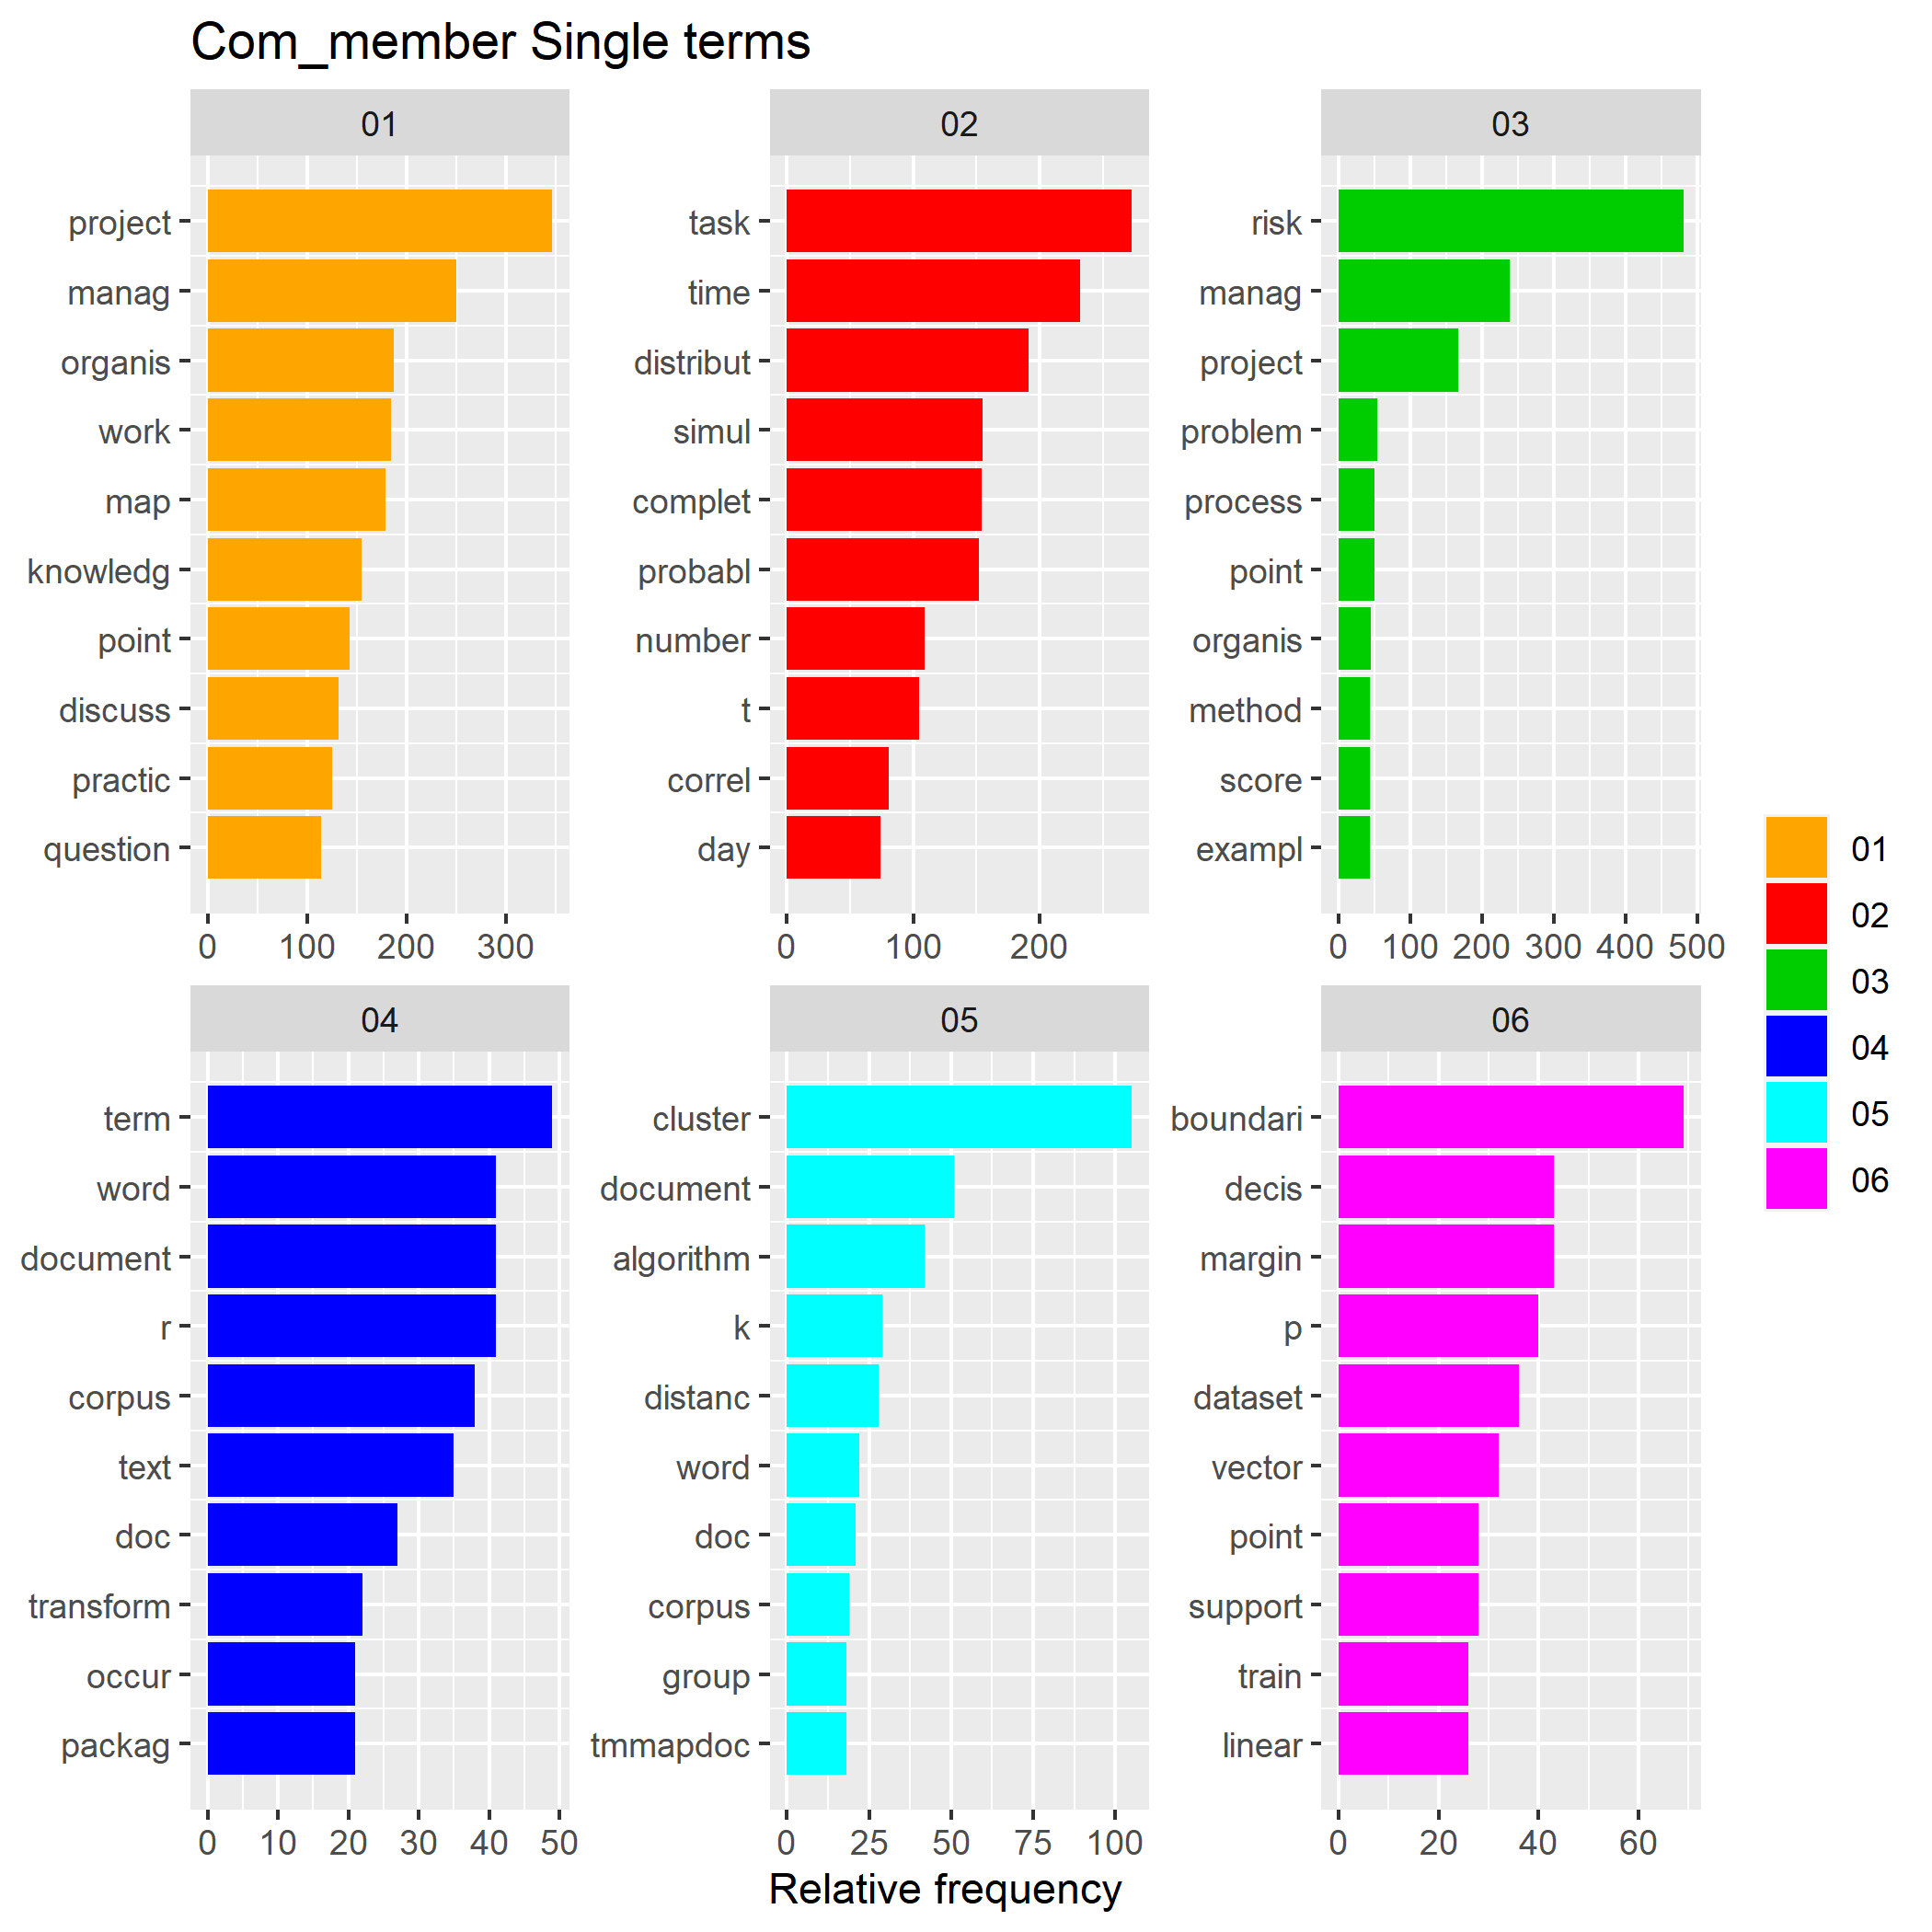 Com_member Single terms
01
project
manag
organis
work
map
knowledg
point
discuss
practic
question
0 100 200 300
02
task
time
distribut
simul
complet
probabl
number
t
correl
day
0 100 200
03
risk
manag
project
problem
process
point
organis
method
score
exampl
0 100 200 300 400 500
04
term
word
document
r
corpus
text
doc
transform
occur
packag
0 10 20 30 40 50
05
cluster
document
algorithm
k
distanc
word
doc
corpus
group
tmmapdoc
0 25 50 75 100
06
boundari
decis
margin
p
dataset
vector
point
support
train
linear
0 20 40 60
Relative frequency
01
02
03
04
05
06